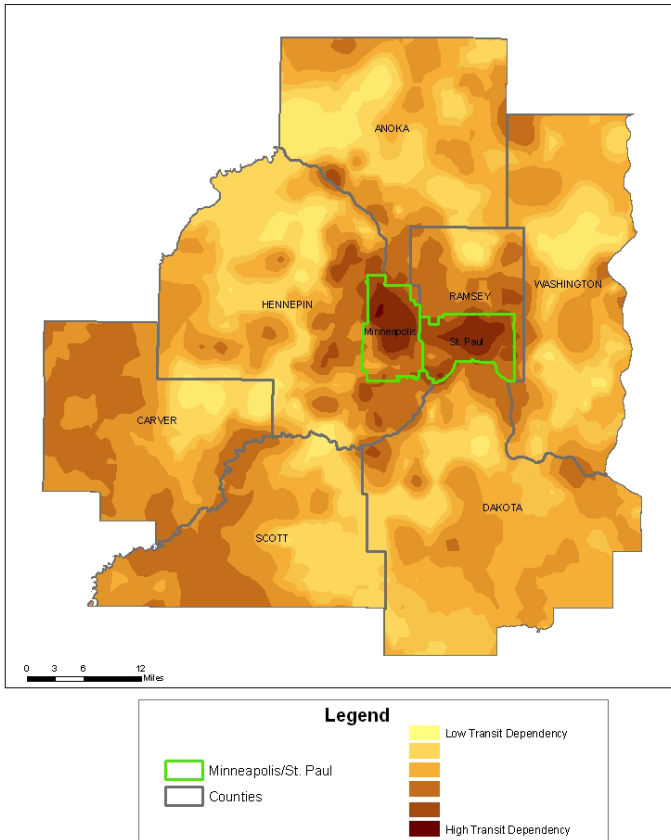 ANOKA
WASHINGTON
HENNEPIN
RAMSEY
Minneapolis
St. Paul
CARVER
DAKOTA
SCOTT
0 3 6 12
Miles
Legend
Low Transit Dependency
Minneapolis/St. Paul
Counties
High Transit Dependency